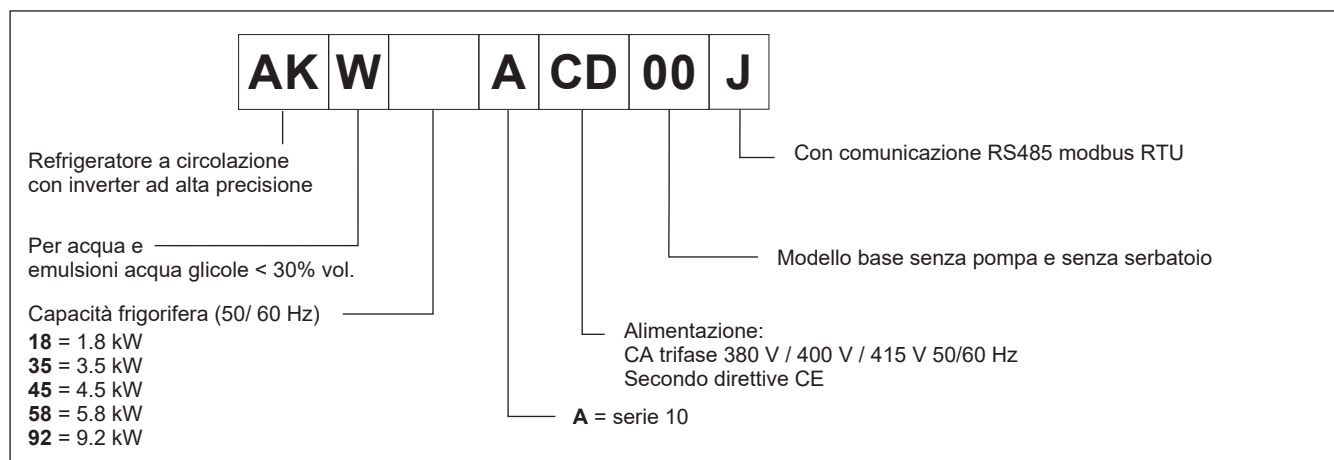 AK W A CD 00 J
Refrigeratore a circolazione
con inverter ad alta precisione
Con comunicazione RS485 modbus RTU
Per acqua e
emulsioni acqua glicole < 30% vol.
Modello base senza pompa e senza serbatoio
Capacità frigorifera (50/ 60 Hz)
18 = 1.8 kW
35 = 3.5 kW
45 = 4.5 kW
58 = 5.8 kW
92 = 9.2 kW
Alimentazione:
CA trifase 380 V / 400 V / 415 V 50/60 Hz
Secondo direttive CE
A = serie 10